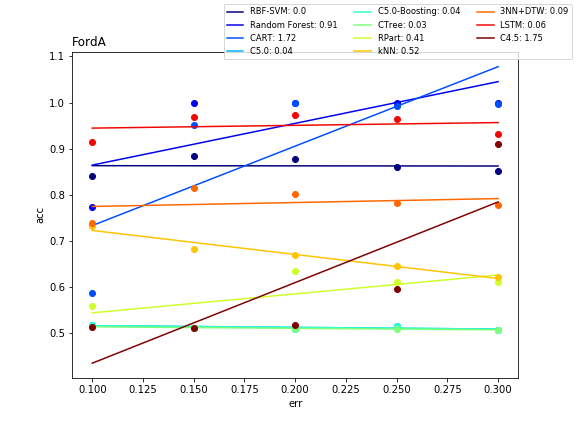 RBF-SVM: 0.0 C5.0-Boosting: 0.04 3NN+DTW: 0.09
Random Forest: 0.91 CTree: 0.03 LSTM: 0.06
CART: 1.72 RPart: 0.41 C4.5: 1.75
C5.0: 0.04 kNN: 0.52
FordA
1.1
1.0
0.9
0.8
0.7
0.6
0.5
acc
0.100 0.125 0.150 0.175 0.200 0.225 0.250 0.275 0.300
err